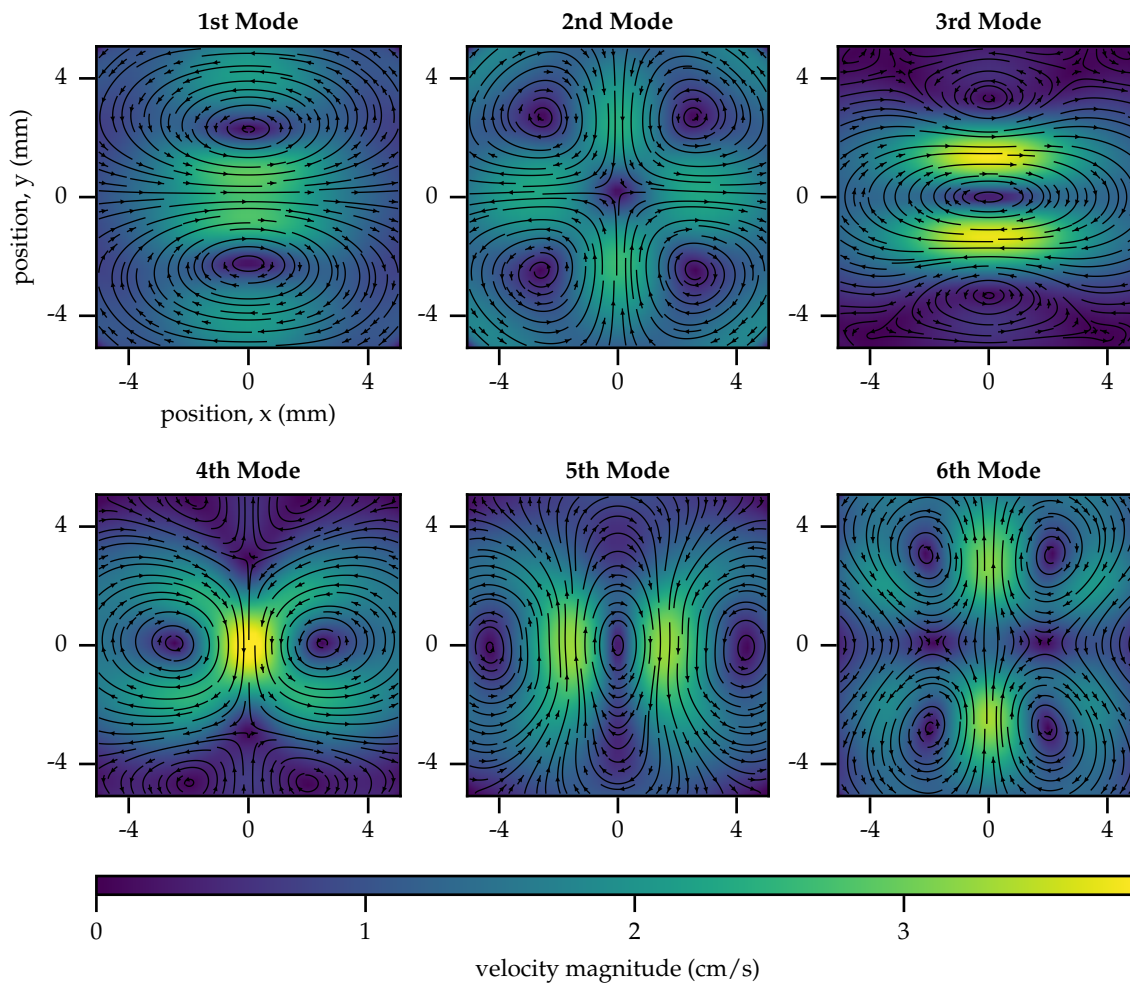 1st Mode 2nd Mode 3rd Mode
position, y (mm)
4 4 4
0 0 0
-4 -4 -4
-4 0 4 -4 0 4 -4 0 4
position, x (mm)
4th Mode 5th Mode 6th Mode
4 4 4
0 0 0
-4 -4 -4
-4 0 4 -4 0 4 -4 0 4
0 1 2 3
velocity magnitude (cm/s)